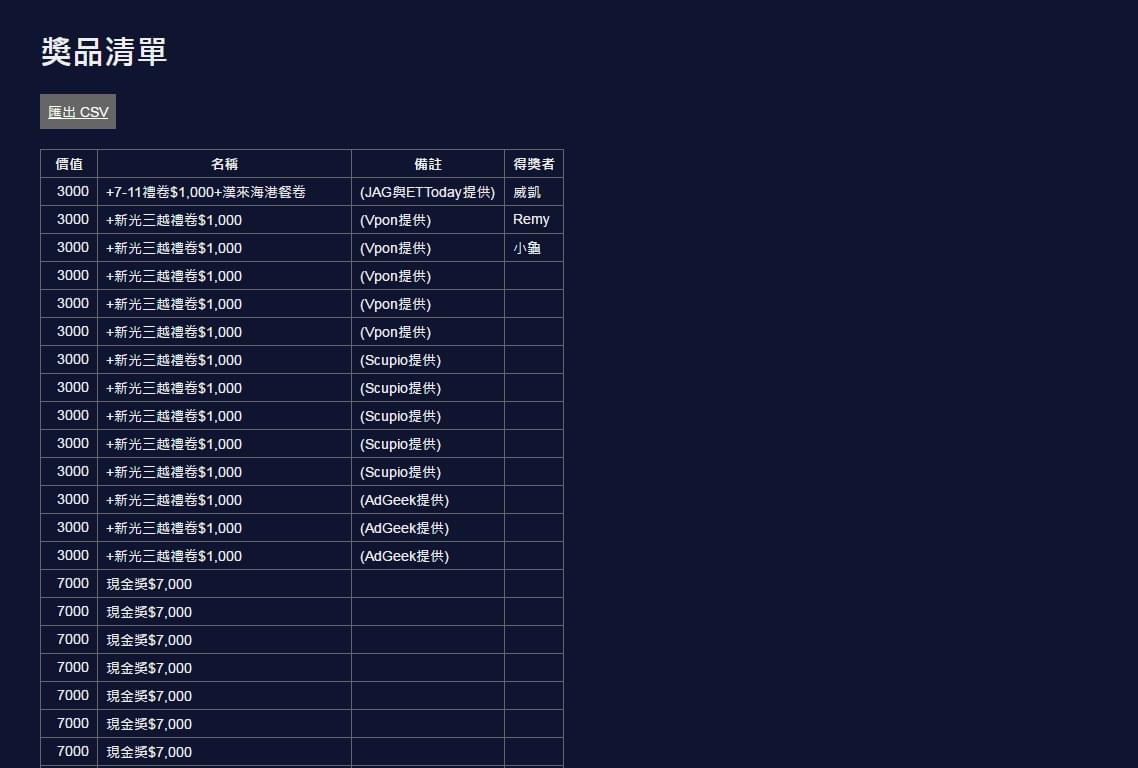 獎品清單
匯出 CSV
價值 名稱 備註 得獎者
3000 +7-11禮卷$1,000+漢來海港餐卷 (JAG與ETToday提供) 威凱
3000 +新光三越禮卷$1,000 (Vpon提供) Remy
3000 +新光三越禮卷$1,000 (Vpon提供) 小龜
3000 +新光三越禮卷$1,000 (Vpon提供)
3000 +新光三越禮卷$1,000 (Vpon提供)
3000 +新光三越禮卷$1,000 (Vpon提供)
3000 +新光三越禮卷$1,000 (Scupio提供)
3000 +新光三越禮卷$1,000 (Scupio提供)
3000 +新光三越禮卷$1,000 (Scupio提供)
3000 +新光三越禮卷$1,000 (Scupio提供)
3000 +新光三越禮卷$1,000 (Scupio提供)
3000 +新光三越禮卷$1,000 (AdGeek提供)
3000 +新光三越禮卷$1,000 (AdGeek提供)
3000 +新光三越禮卷$1,000 (AdGeek提供)
7000 現金獎$7,000
7000 現金獎$7,000
7000 現金獎$7,000
7000 現金獎$7,000
7000 現金獎$7,000
7000 現金獎$7,000
7000 現金獎$7,000